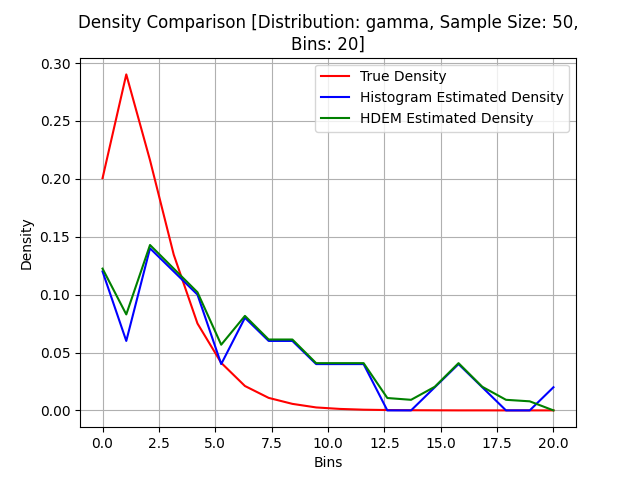 Density Comparison [Distribution: gamma, Sample Size: 50,
Bins: 20]
True Density
Histogram Estimated Density
HDEM Estimated Density
Density
0.30
0.25
0.20
0.15
0.10
0.05
0.00
0.0 2.5 5.0 7.5 10.0 12.5 15.0 17.5 20.0
Bins